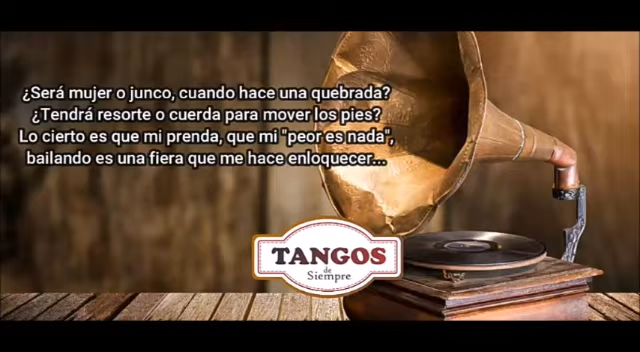 ¿Será mujer o junco, cuando hace una quebrada?
¿Tendrá resorte o cuerda para mover los pies?
Lo cierto es que mi prenda, que mi "peor es nada",
bailando es una fiera que me hace enloquecer...
TANGOS
de
Siempre